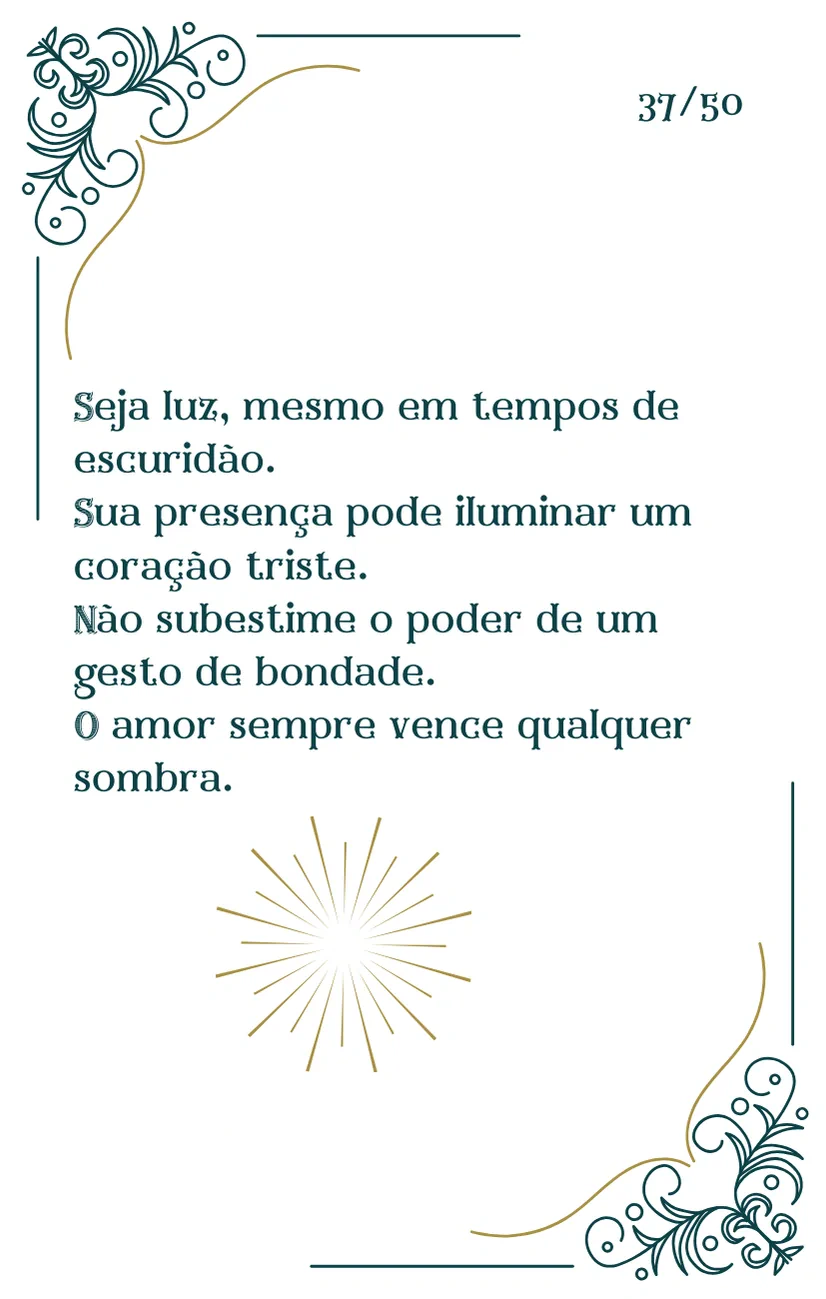 37/50
Seja luz, mesmo em tempos de
escuridão.
Sua presença pode iluminar um
coração triste.
Não subestime o poder de um
gesto de bondade.
O amor sempre vence qualquer
sombra.